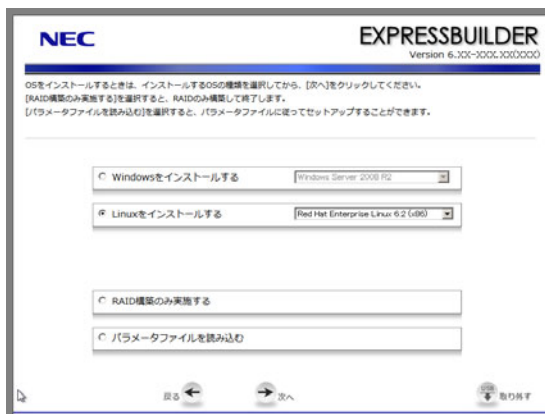 NEC
EXPRESSBUILDER
Version 6.XX-XXX.XX(XXX)
OSをインストールするときは、インストールするOSの種類を選択してから、[次へ]をクリックしてください。
[RAID構築のみ実施する]を選択すると、RAIDのみ構築して終了します。
[パラメータファイルを読み込む]を選択すると、パラメータファイルに従ってセットアップすることができます。
Windowsをインストールする Windows Server 2008 R2
Linuxをインストールする Red Hat Enterprise Linux 6.2 (x86)
RAID構築のみ実施する
パラメータファイルを読み込む
戻る 次へ USB 取り外す